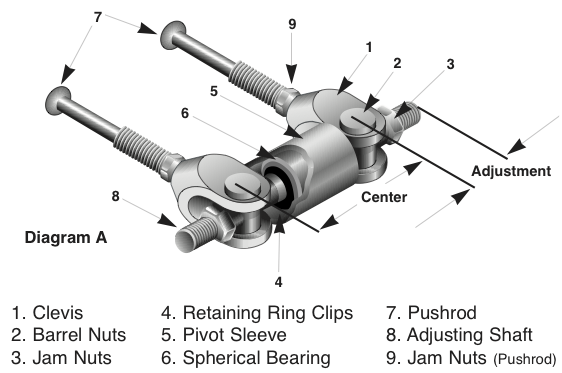 7
9
1
2
3
5
6
Adjustment
8
Center
Diagram A
4
1. Clevis
4. Retaining Ring Clips
7. Pushrod
2. Barrel Nuts
5. Pivot Sleeve
8. Adjusting Shaft
3. Jam Nuts
6. Spherical Bearing
9. Jam Nuts (Pushrod)